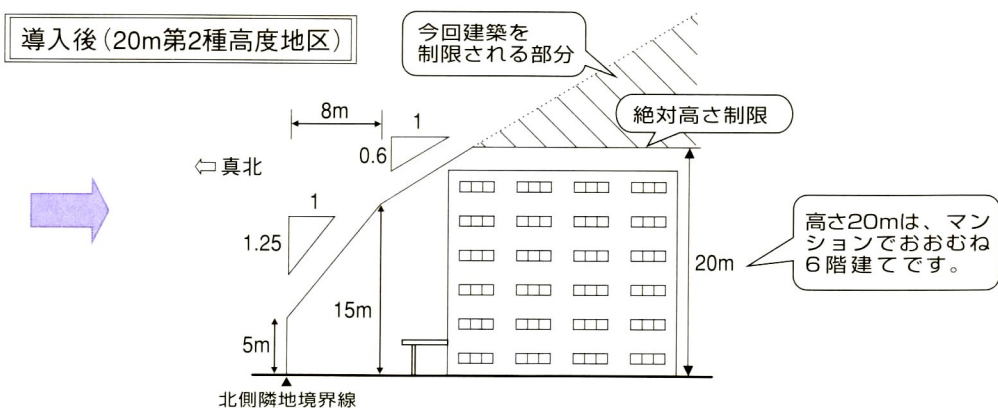 導入後(20m第2種高度地区)
今回建築を
制限される部分
絶対高さ制限
8m
1
0.6
⇦真北
1
1.25
15m
5m
20m
高さ20mは、マン
ションでおおむね
６階建てです。
北側隣地境界線